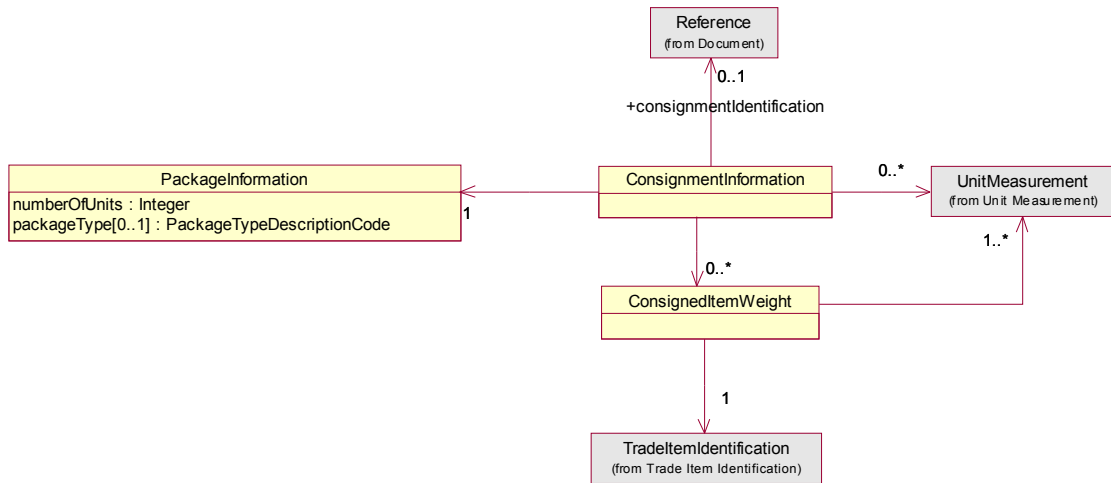 Reference
(from Document)
0..1
+consignmentIdentification
PackageInformation
numberOfUnits : Integer
packageType[0..1] : PackageTypeDescriptionCode
1
ConsignmentInformation
0..*
UnitMeasurement
(from Unit Measurement)
1..*
0..*
ConsignedItemWeight
1
TradeItemIdentification
(from Trade Item Identification)